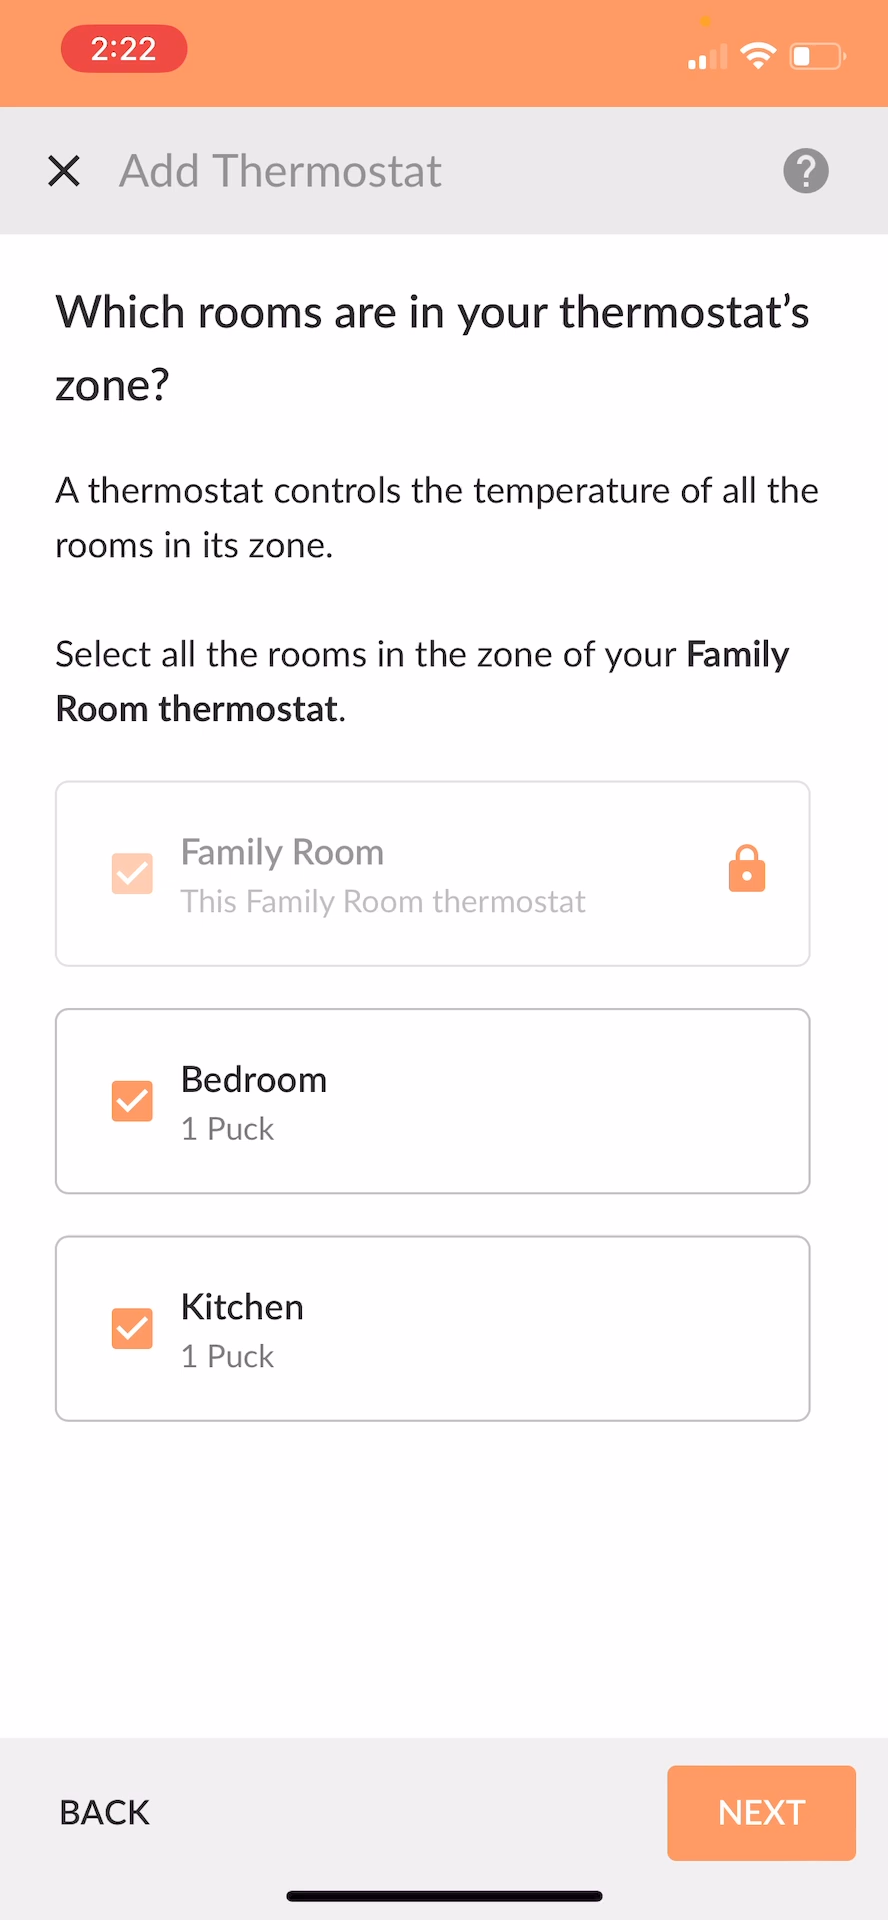 2:22
Add Thermostat
Which rooms are in your thermostat’s
zone?
A thermostat controls the temperature of all the
rooms in its zone.
Select all the rooms in the zone of your Family
Room thermostat.
Family Room
This Family Room thermostat
Bedroom
1 Puck
Kitchen
1 Puck
BACK
NEXT